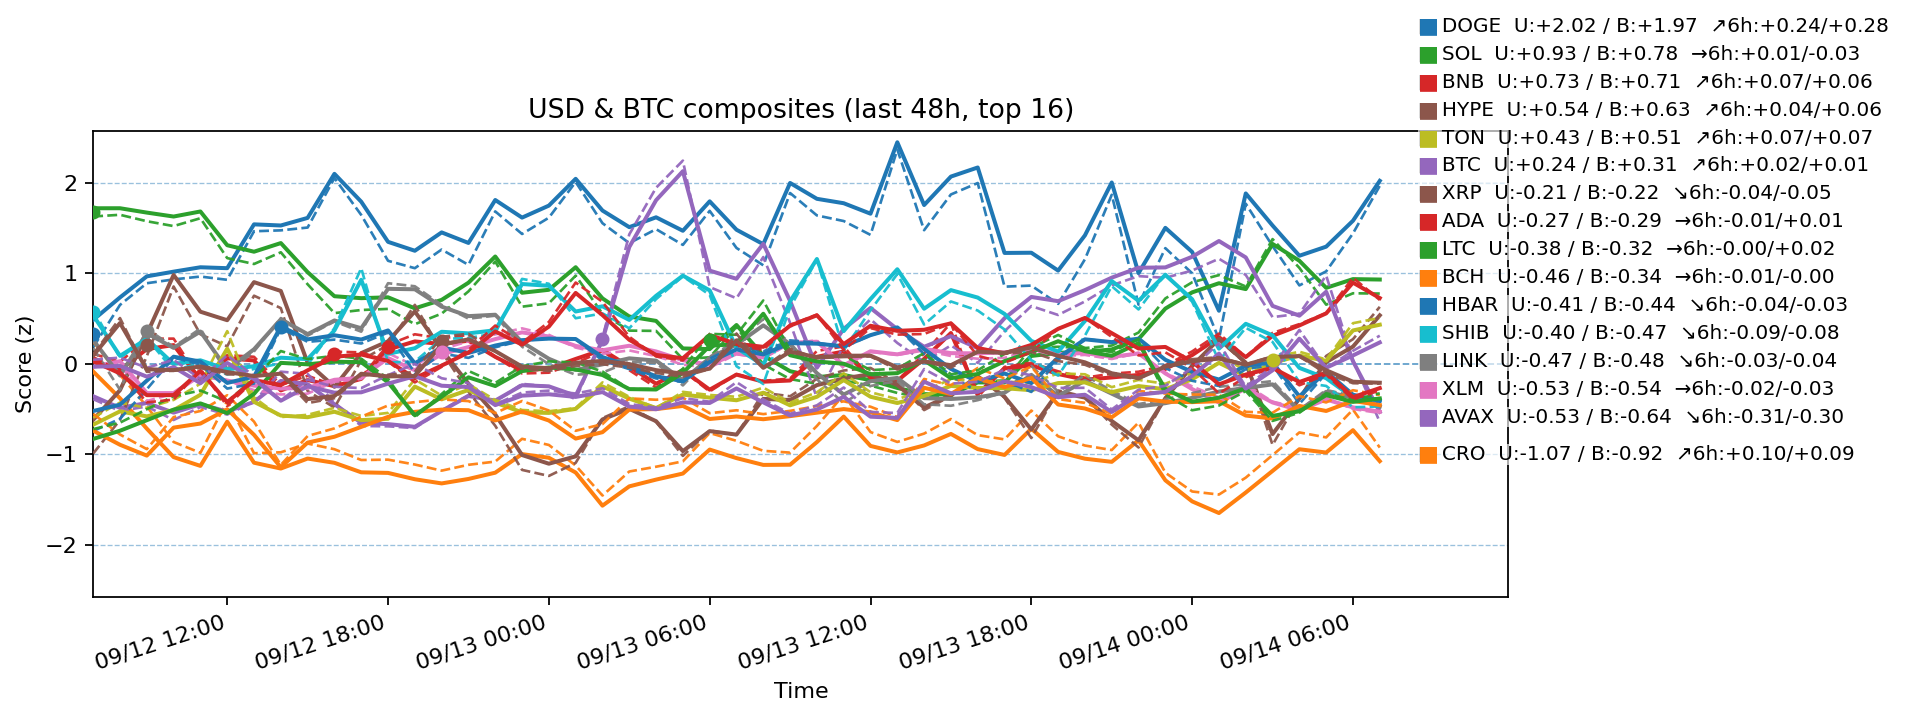 DOGE  U:+2.02 / B:+1.97  ↗6h:+0.24/+0.28
SOL  U:+0.93 / B:+0.78  →6h:+0.01/-0.03
BNB  U:+0.73 / B:+0.71  ↗6h:+0.07/+0.06
HYPE  U:+0.54 / B:+0.63  ↗6h:+0.04/+0.06
TON  U:+0.43 / B:+0.51  ↗6h:+0.07/+0.07
BTC  U:+0.24 / B:+0.31  ↗6h:+0.02/+0.01
XRP  U:-0.21 / B:-0.22  ↘6h:-0.04/-0.05
ADA  U:-0.27 / B:-0.29  →6h:-0.01/+0.01
LTC  U:-0.38 / B:-0.32  →6h:-0.00/+0.02
BCH  U:-0.46 / B:-0.34  →6h:-0.01/-0.00
HBAR  U:-0.41 / B:-0.44  ↘6h:-0.04/-0.03
SHIB  U:-0.40 / B:-0.47  ↘6h:-0.09/-0.08
LINK  U:-0.47 / B:-0.48  ↘6h:-0.03/-0.04
XLM  U:-0.53 / B:-0.54  →6h:-0.02/-0.03
AVAX  U:-0.53 / B:-0.64  ↘6h:-0.31/-0.30
CRO  U:-1.07 / B:-0.92  ↗6h:+0.10/+0.09
USD & BTC composites (last 48h, top 16)
Score (z)
2
1
0
−1
−2
09/12 12:00
09/12 18:00
09/13 00:00
09/13 06:00
09/13 12:00
09/13 18:00
09/14 00:00
09/14 06:00
Time